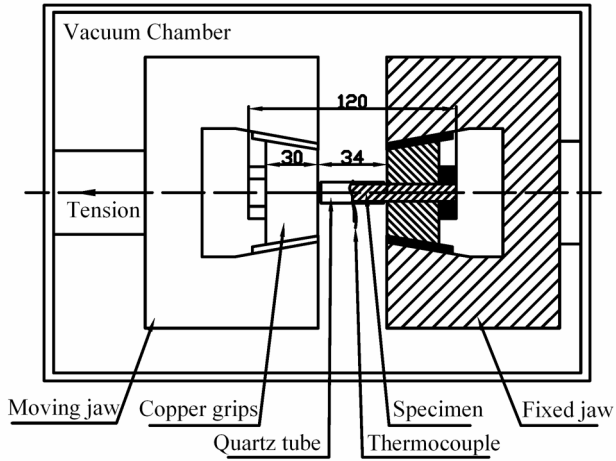 Vacuum Chamber
120
30
34
Tension
Moving jaw
Copper grips
Specimen
Fixed jaw
Quartz tube
Thermocouple